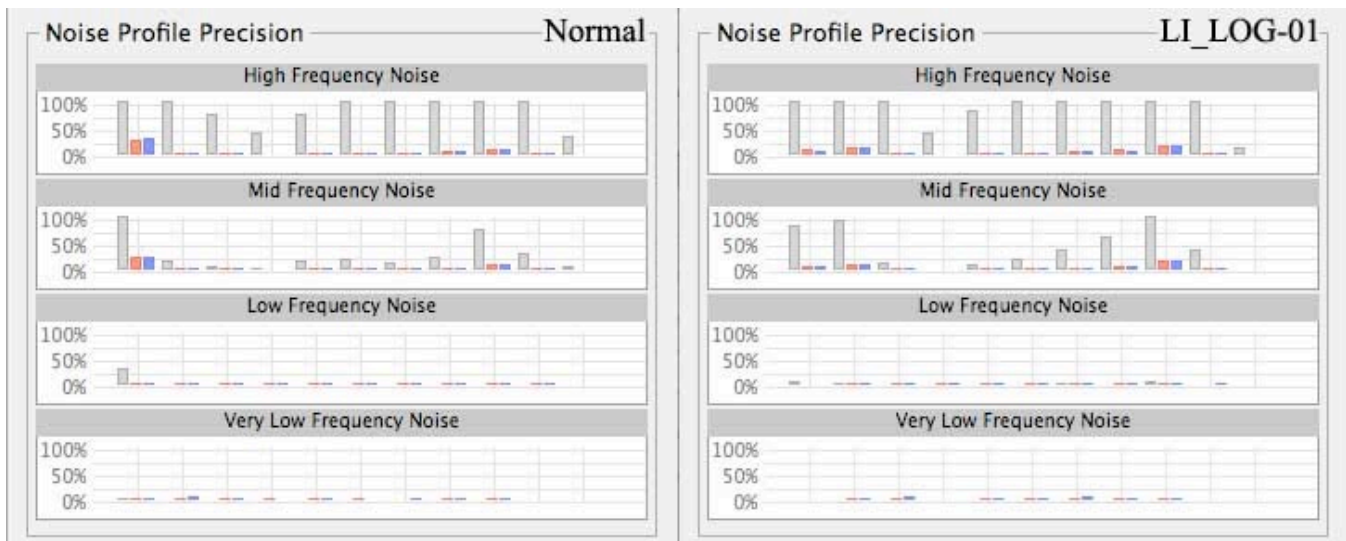 Noise Profile Precision Normal
High Frequency Noise
100%
50%
0%
Mid Frequency Noise
100%
50%
0%
Low Frequency Noise
100%
50%
0%
Very Low Frequency Noise
100%
50%
0%
Noise Profile Precision LI_LOG-01
High Frequency Noise
100%
50%
0%
Mid Frequency Noise
100%
50%
0%
Low Frequency Noise
100%
50%
0%
Very Low Frequency Noise
100%
50%
0%